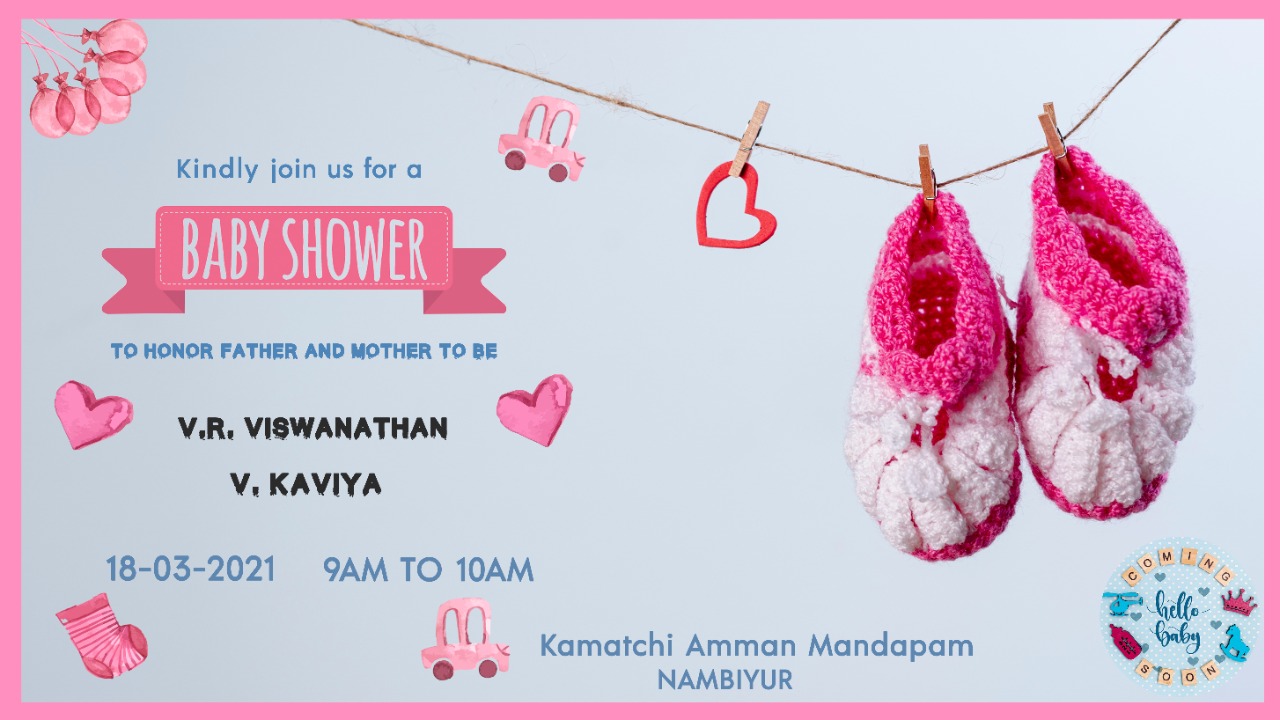 Kindly join us for a
BABY SHOWER
TO HONOR FATHER AND MOTHER TO BE
V.R. VISWANATHAN
V. KAVIYA
18-03-2021 9AM TO 10AM
Kamatchi Amman Mandapam
NAMBIYUR
COMING
hello
baby
SOON